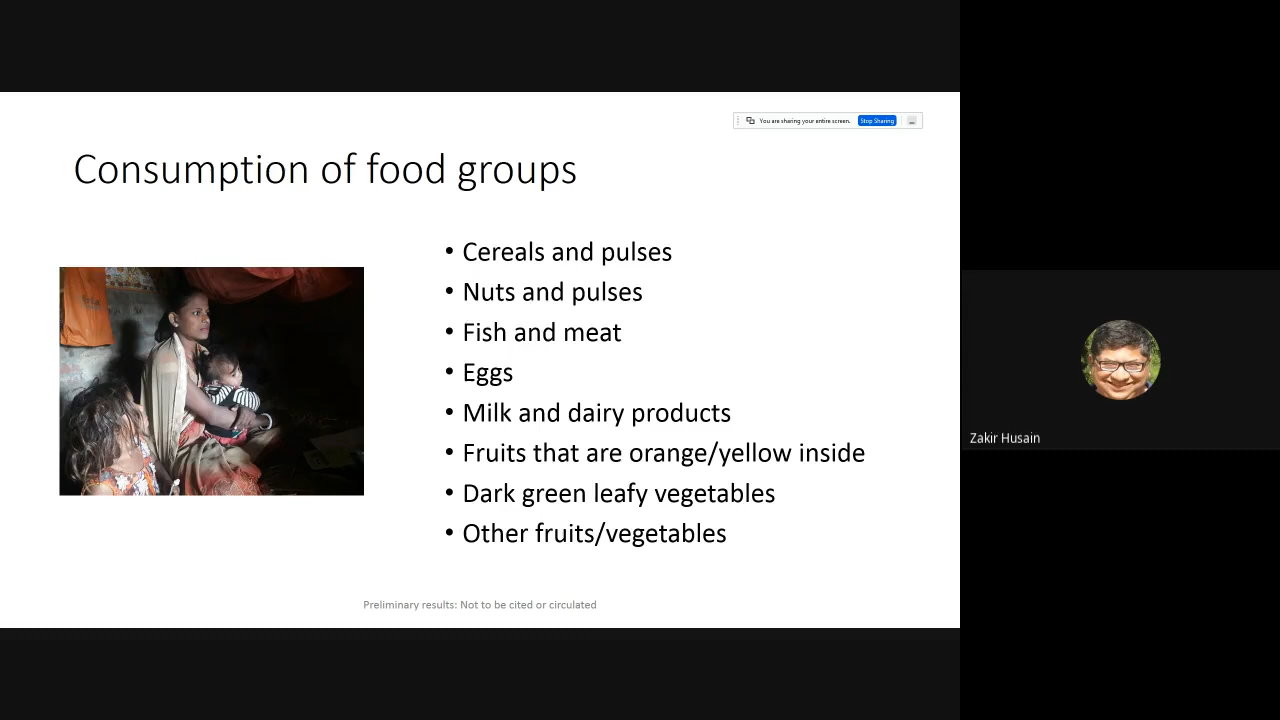 You are sharing your entire screen.
Stop Sharing
Consumption of food groups
• Cereals and pulses
• Nuts and pulses
• Fish and meat
• Eggs
• Milk and dairy products
• Fruits that are orange/yellow inside
• Dark green leafy vegetables
• Other fruits/vegetables
Preliminary results: Not to be cited or circulated
Zakir Husain